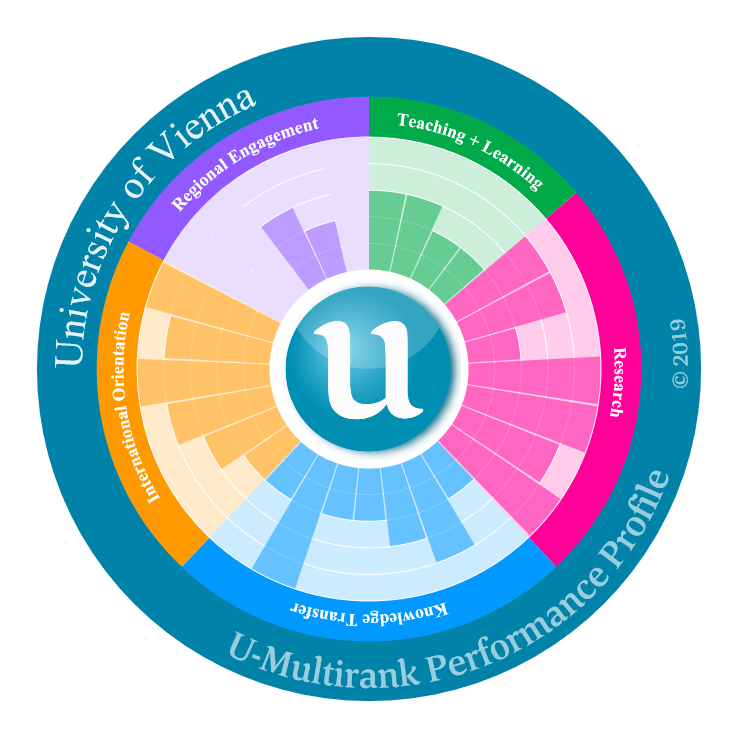 University of Vienna
Regional Engagement
Teaching + Learning
Research
© 2019
International Orientation
Knowledge Transfer
u
U-Multirank Performance Profile